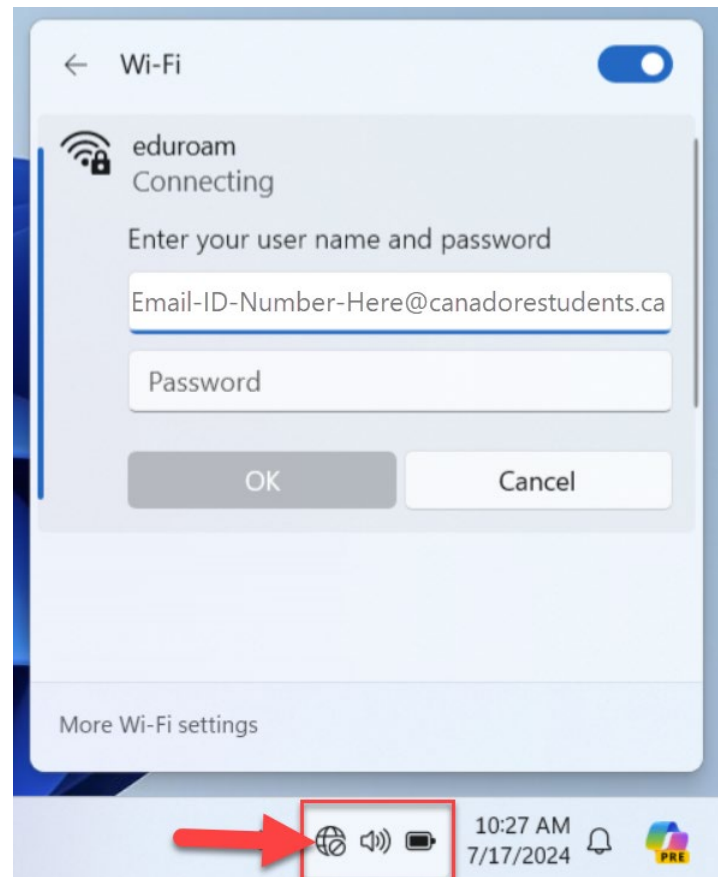 Wi-Fi
eduroam
Connecting
Enter your user name and password
Email-ID-Number-Here@canadorestudents.ca
Password
OK
Cancel
More Wi-Fi settings
10:27 AM
7/17/2024
PRE